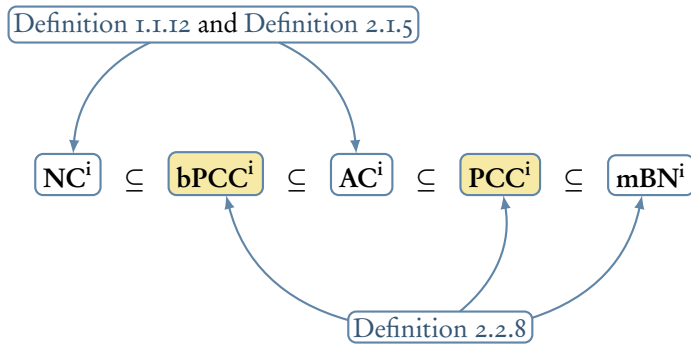 Definition 1.1.12 and Definition 2.1.5
NCⁱ ⊆ bPCCⁱ ⊆ ACⁱ ⊆ PCCⁱ ⊆ mBNⁱ
Definition 2.2.8